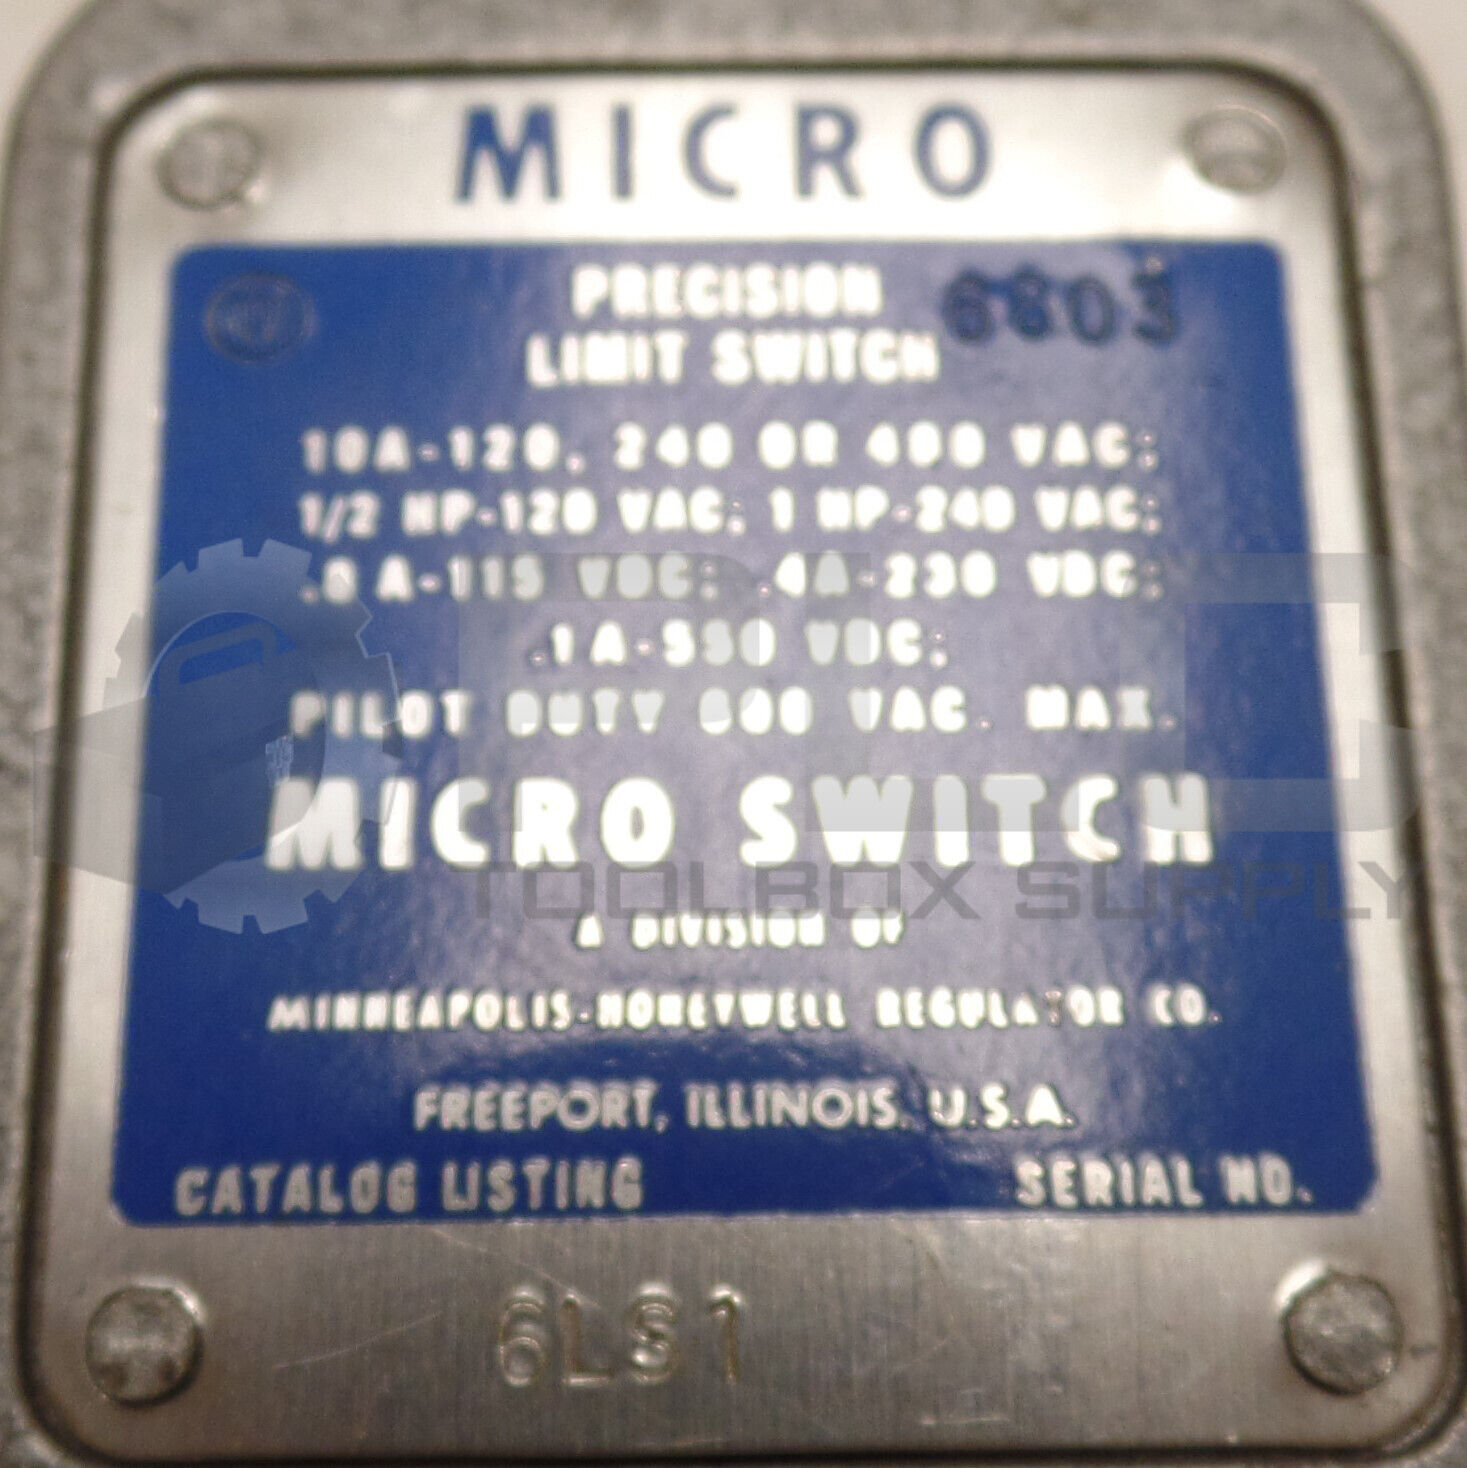 MICRO
PRECISION 6803
LIMIT SWITCH
10A-120, 240 OR 400 VAC;
1/2 HP-120 VAC; 1 HP-240 VAC;
.8 A-115 VDC; .4A-230 VDC;
.1A-550 VDC;
PILOT DUTY 600 VAC. MAX.
MICRO SWITCH
TOOLBOX SUPPLY
A DIVISION OF
MINNEAPOLIS-HONEYWELL REGULATOR CO.
FREEPORT, ILLINOIS, U.S.A.
CATALOG LISTING SERIAL NO.
6LS1